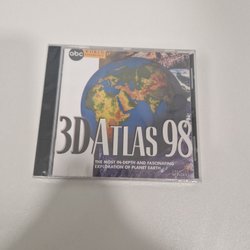 abc
3D ATLAS 98
THE MOST IN-DEPTH AND FASCINATING
EXPLORATION OF PLANET EARTH